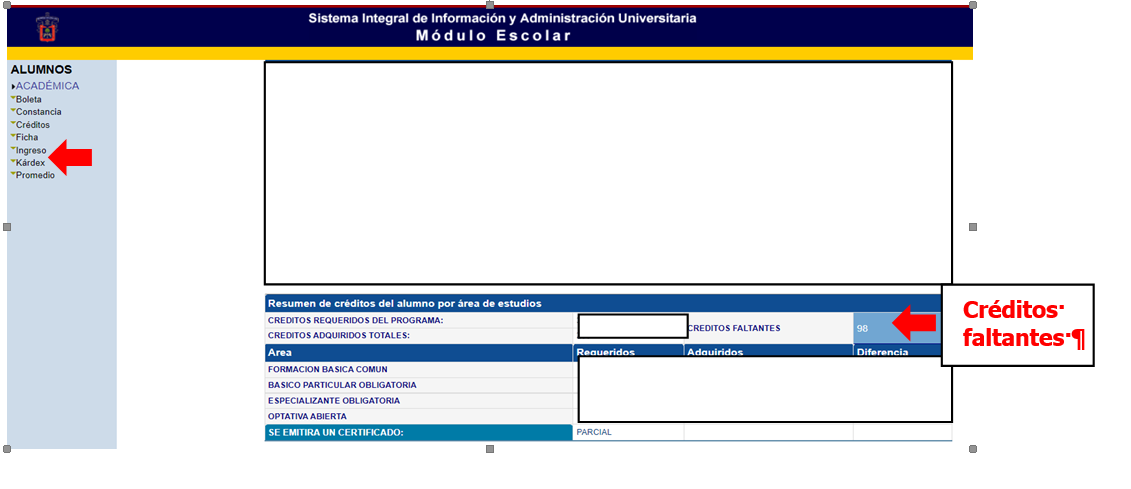 Sistema Integral de Información y Administración Universitaria
Módulo Escolar
ALUMNOS
ACADÉMICA
Boleta
Constancia
Créditos
Ficha
Ingreso
Kárdex
Promedio
Resumen de créditos del alumno por área de estudios
CREDITOS REQUERIDOS DEL PROGRAMA:
CREDITOS ADQUIRIDOS TOTALES:
CREDITOS FALTANTES
98
Créditos·
faltantes·¶
Area Requeridos Adquiridos Diferencia
FORMACION BASICA COMUN
BASICO PARTICULAR OBLIGATORIA
ESPECIALIZANTE OBLIGATORIA
OPTATIVA ABIERTA
SE EMITIRA UN CERTIFICADO: PARCIAL